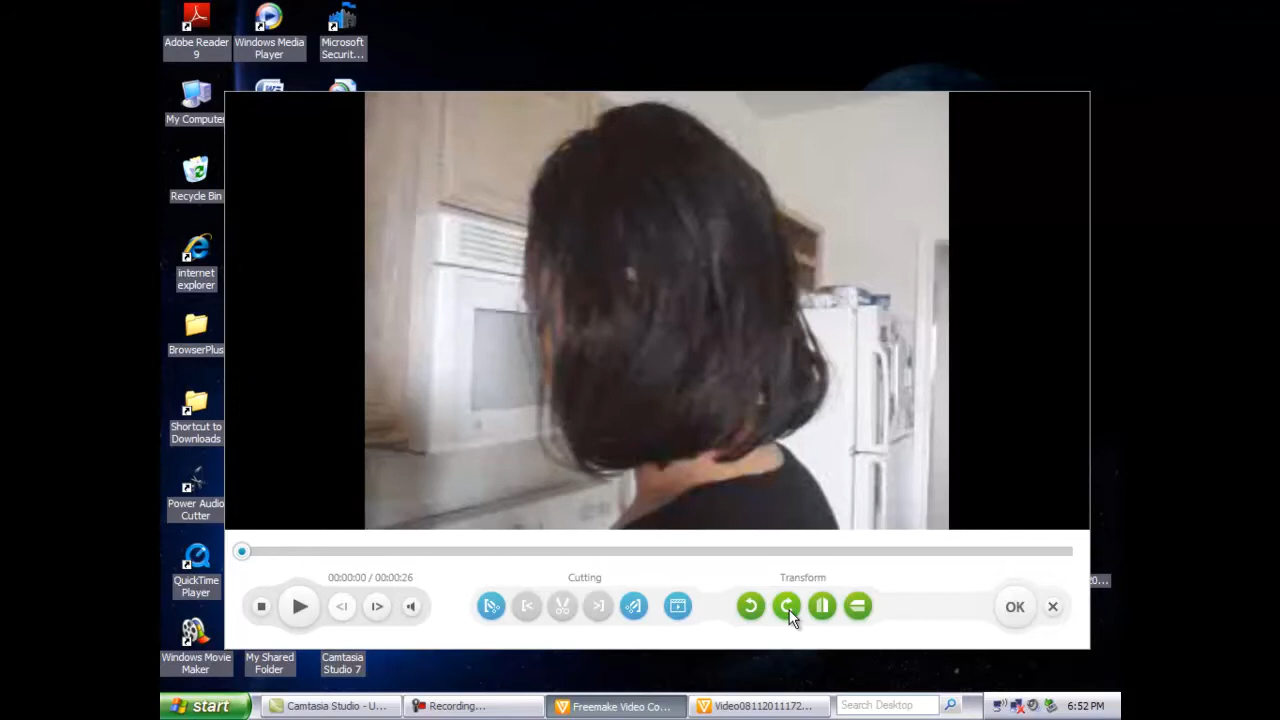 Adobe Reader
9
Windows Media
Player
Microsoft
Securit...
My Computer
Recycle Bin
internet
explorer
BrowserPlus
Shortcut to
Downloads
Power Audio
Cutter
QuickTime
Player
Windows Movie
Maker
My Shared
Folder
Camtasia
Studio 7
00:00:00 / 00:00:26
Cutting
Transform
OK
start
Camtasia Studio - U...
Recording...
Freemake Video Co...
Video08112011172...
Search Desktop
6:52 PM